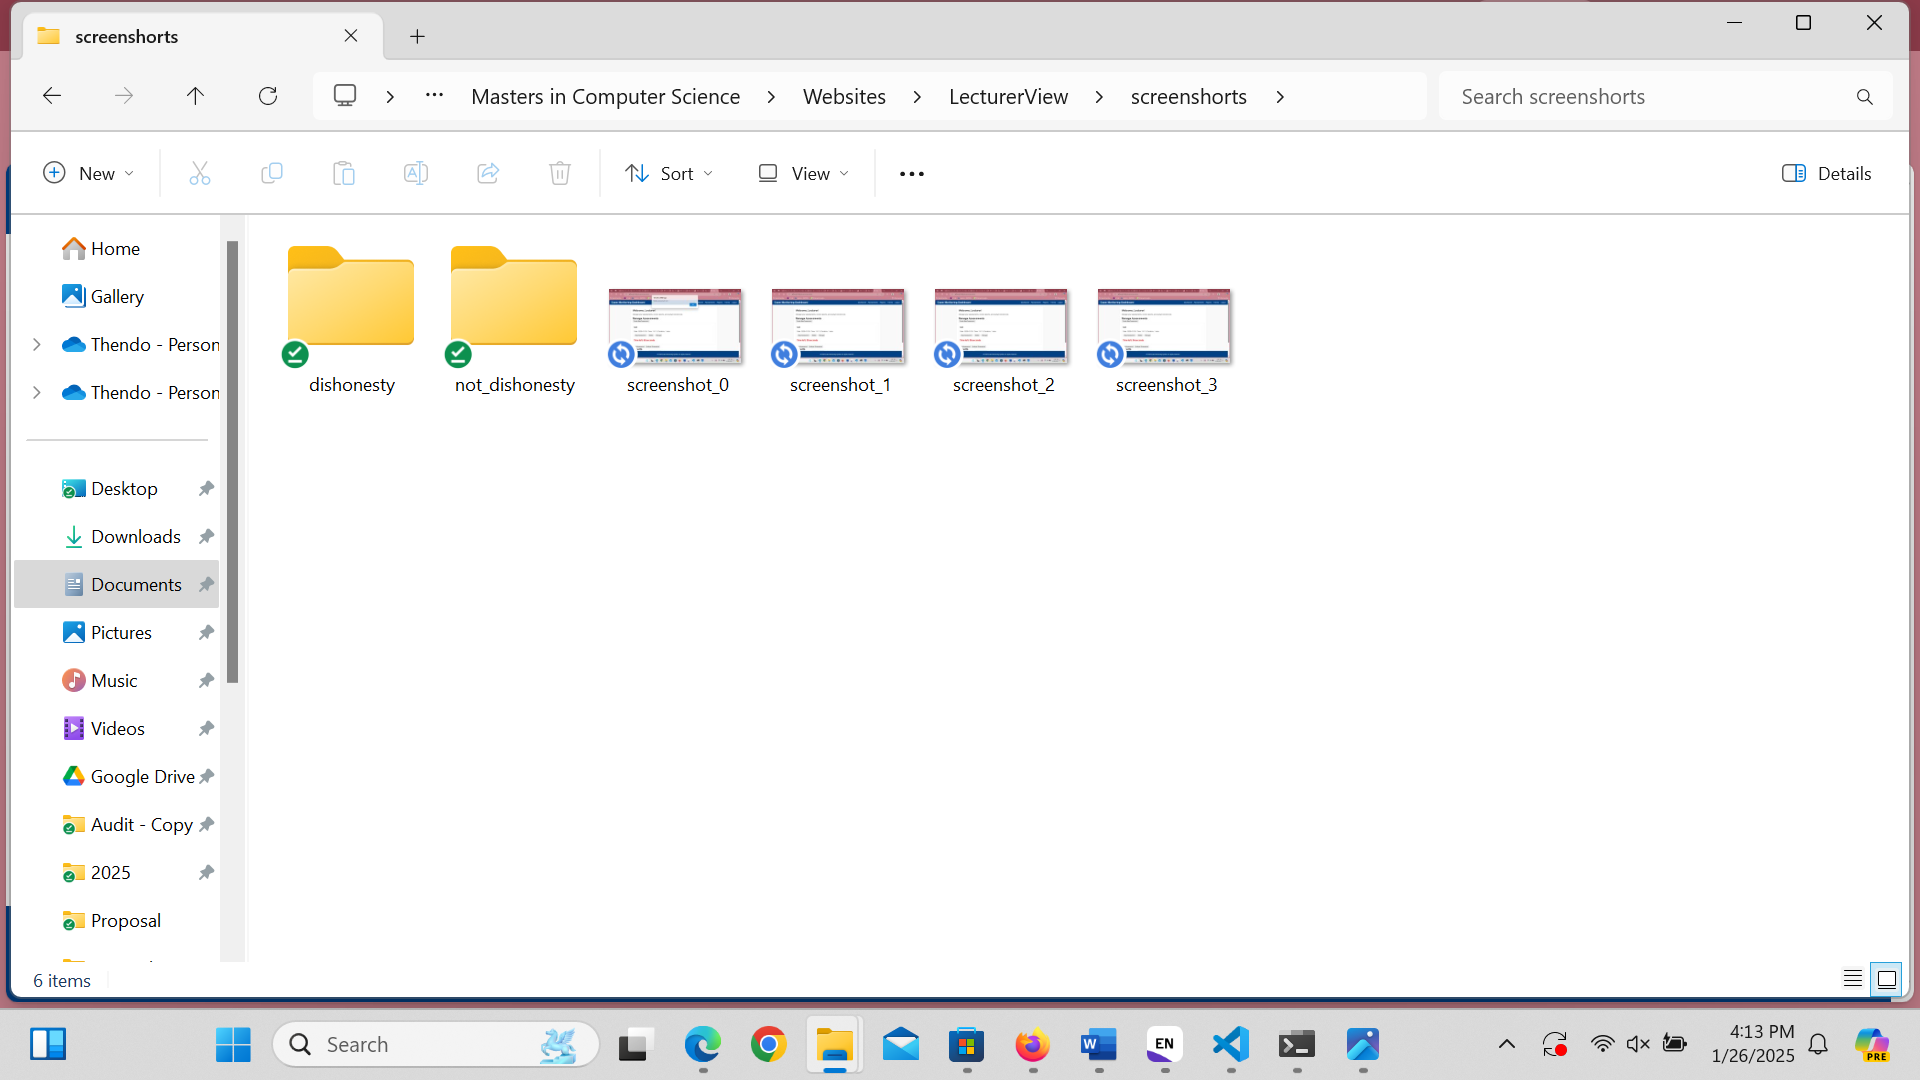 screenshorts
Masters in Computer Science
Websites
LecturerView
screenshorts
Search screenshorts
New
Sort
View
Details
Home
Gallery
Thendo - Person
Thendo - Person
Desktop
Downloads
Documents
Pictures
Music
Videos
Google Drive
Audit - Copy
2025
Proposal
dishonesty
not_dishonesty
screenshot_0
screenshot_1
screenshot_2
screenshot_3
6 items
Search
EN
4:13 PM
1/26/2025
PRE